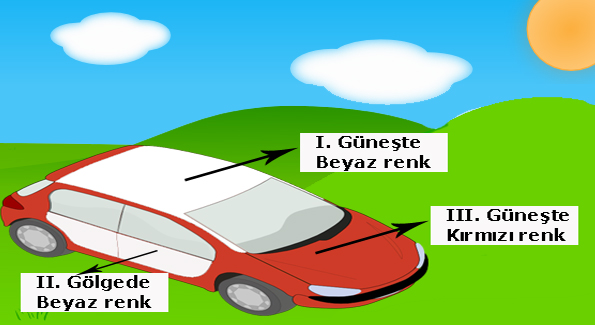 I. Güneşte
Beyaz renk
III. Güneşte
Kırmızı renk
II. Gölgede
Beyaz renk